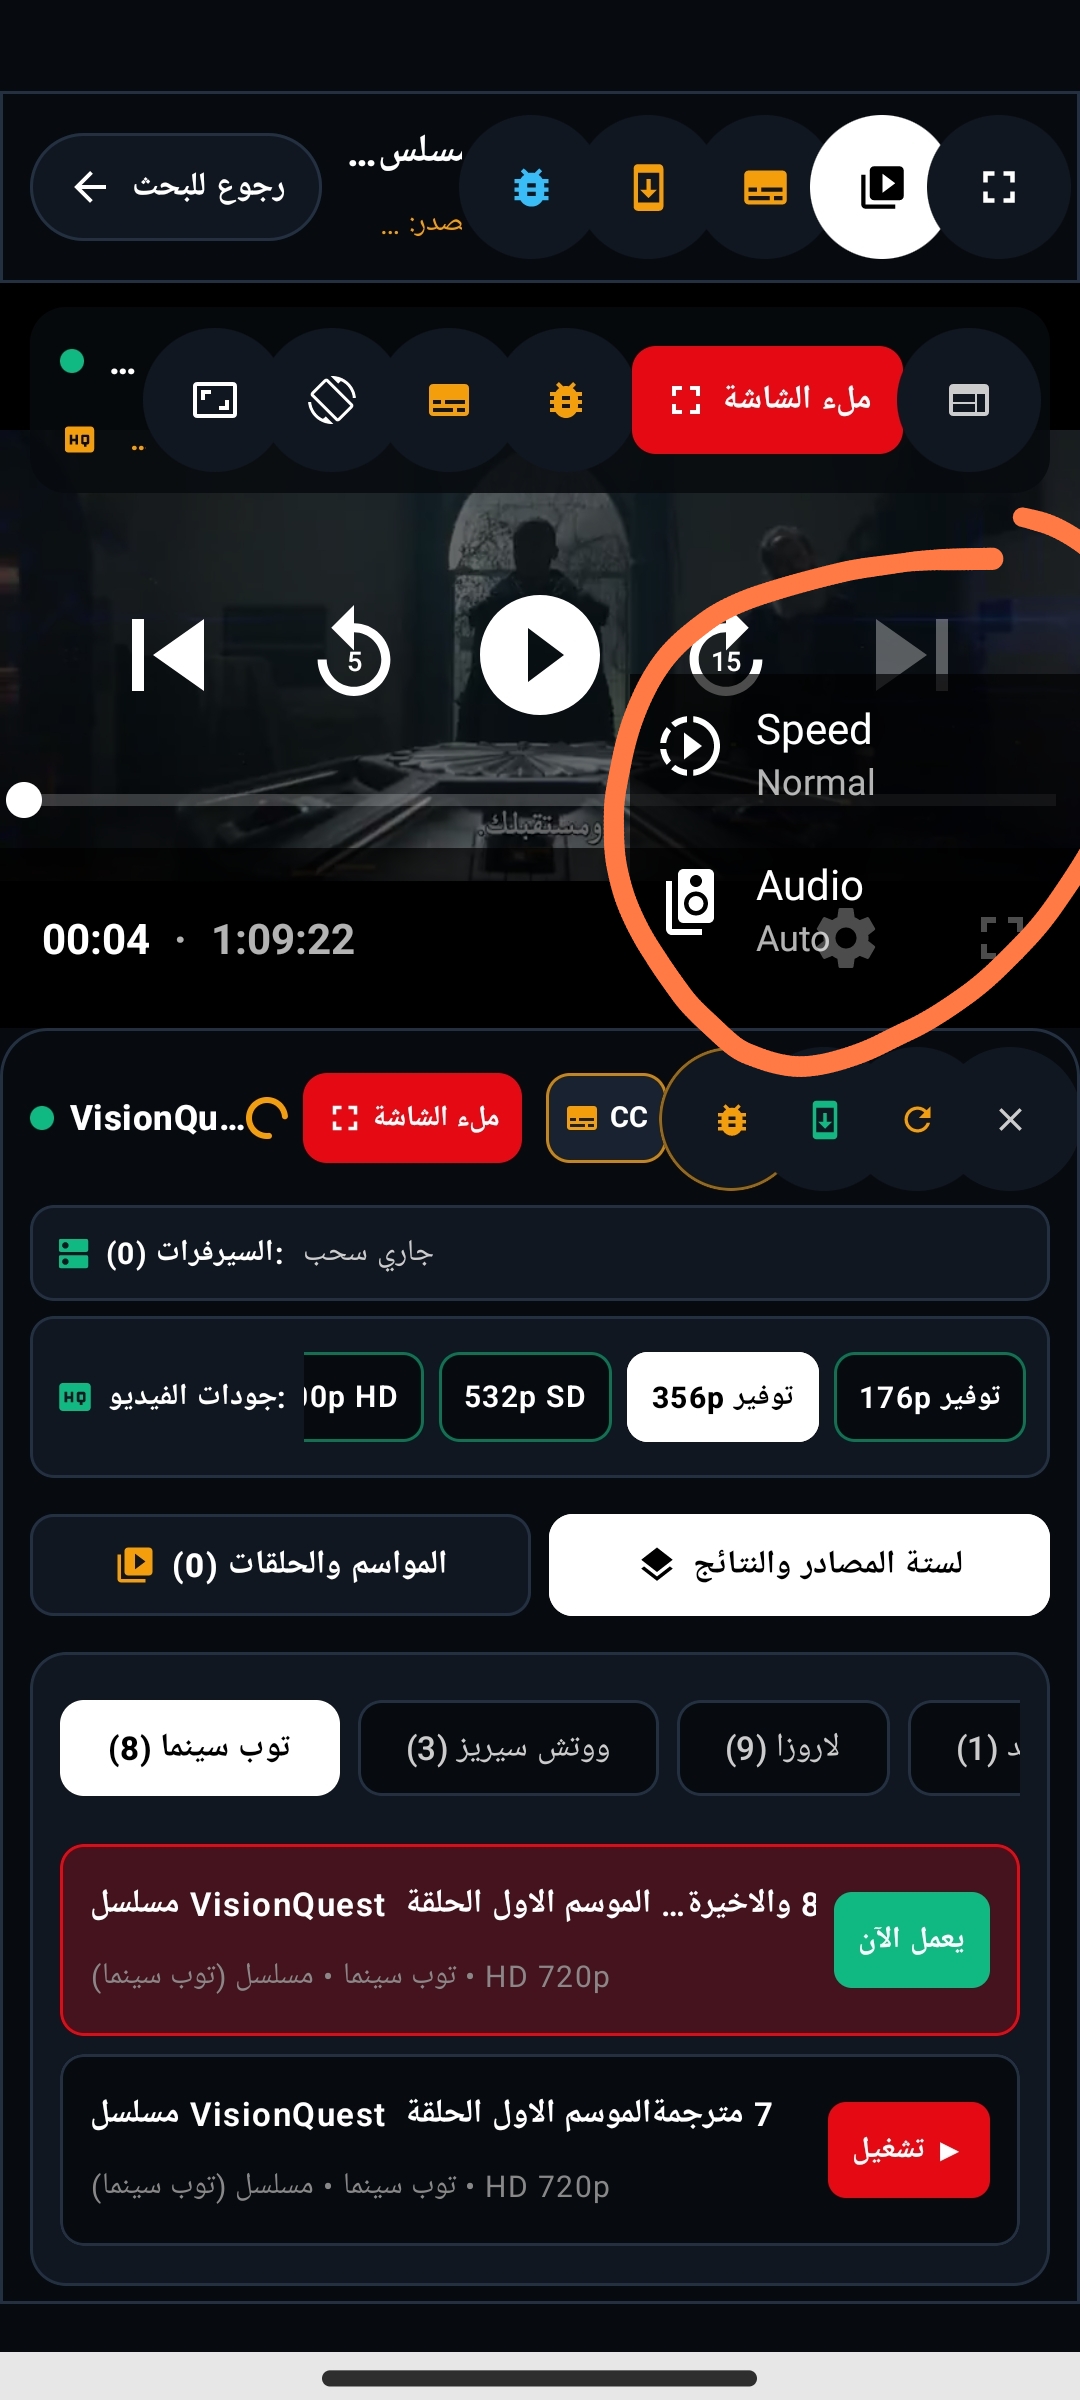 رجوع للبحث
...
ملء الشاشة
HQ
5
15
Speed
Normal
ومستقبلك.
Audio
Auto
00:04 · 1:09:22
VisionQu...
ملء الشاشة
CC
السيرفرات (0):
جاري سحب
HQ
جودات الفيديو:
0p HD
532p SD
توفير 356p
توفير 176p
المواسم والحلقات (0)
لستة المصادر والنتائج
توب سينما (8)
ووتش سيريز (3)
لاروزا (9)
د (1)
مسلسل VisionQuest الموسم الاول الحلقة 8 والاخيرة...
يعمل الآن
مسلسل (توب سينما) • توب سينما • HD 720p
مسلسل VisionQuest الموسم الاول الحلقة 7 مترجمة
تشغيل
مسلسل (توب سينما) • توب سينما • HD 720p